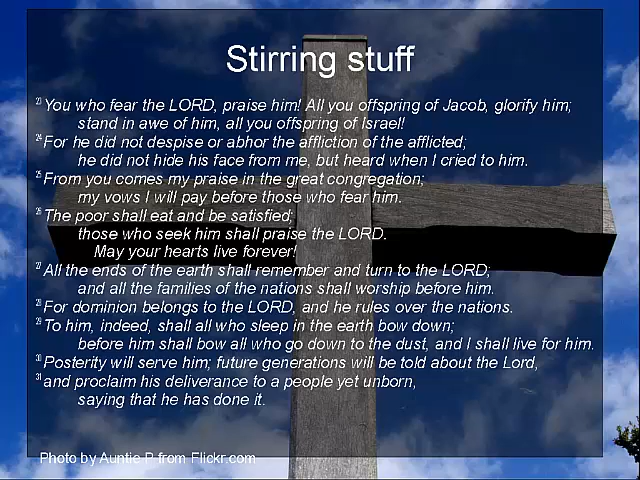 Stirring stuff
23 You who fear the LORD, praise him! All you offspring of Jacob, glorify him;
stand in awe of him, all you offspring of Israel!
24 For he did not despise or abhor the affliction of the afflicted;
he did not hide his face from me, but heard when I cried to him.
25 From you comes my praise in the great congregation;
my vows I will pay before those who fear him.
26 The poor shall eat and be satisfied;
those who seek him shall praise the LORD.
May your hearts live forever!
27 All the ends of the earth shall remember and turn to the LORD;
and all the families of the nations shall worship before him.
28 For dominion belongs to the LORD, and he rules over the nations.
29 To him, indeed, shall all who sleep in the earth bow down;
before him shall bow all who go down to the dust, and I shall live for him.
30 Posterity will serve him; future generations will be told about the Lord,
31 and proclaim his deliverance to a people yet unborn,
saying that he has done it.
Photo by Auntie P from Flickr.com